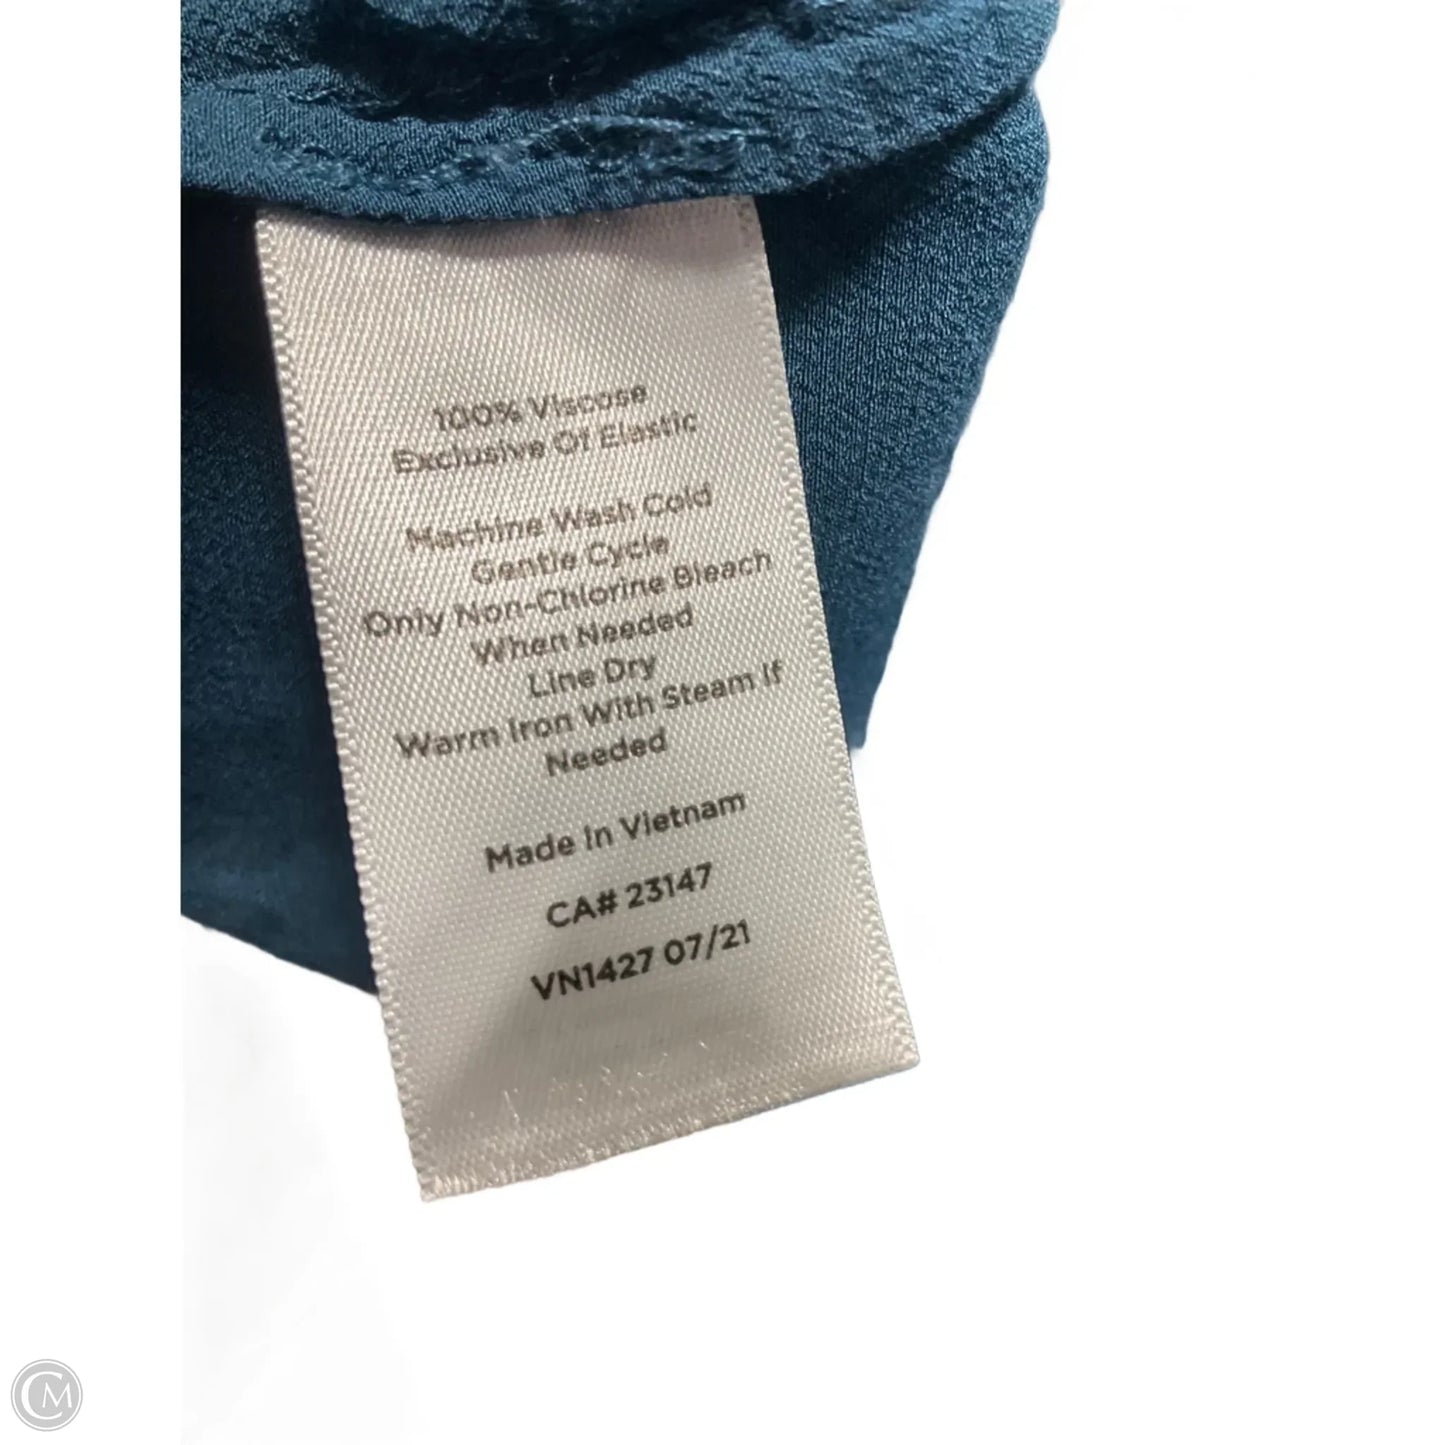 100% Viscose
Exclusive Of Elastic
Machine Wash Cold
Gentle Cycle
Only Non-Chlorine Bleach
When Needed
Line Dry
Warm Iron With Steam If
Needed
Made In Vietnam
CA# 23147
VN1427 07/21
CM